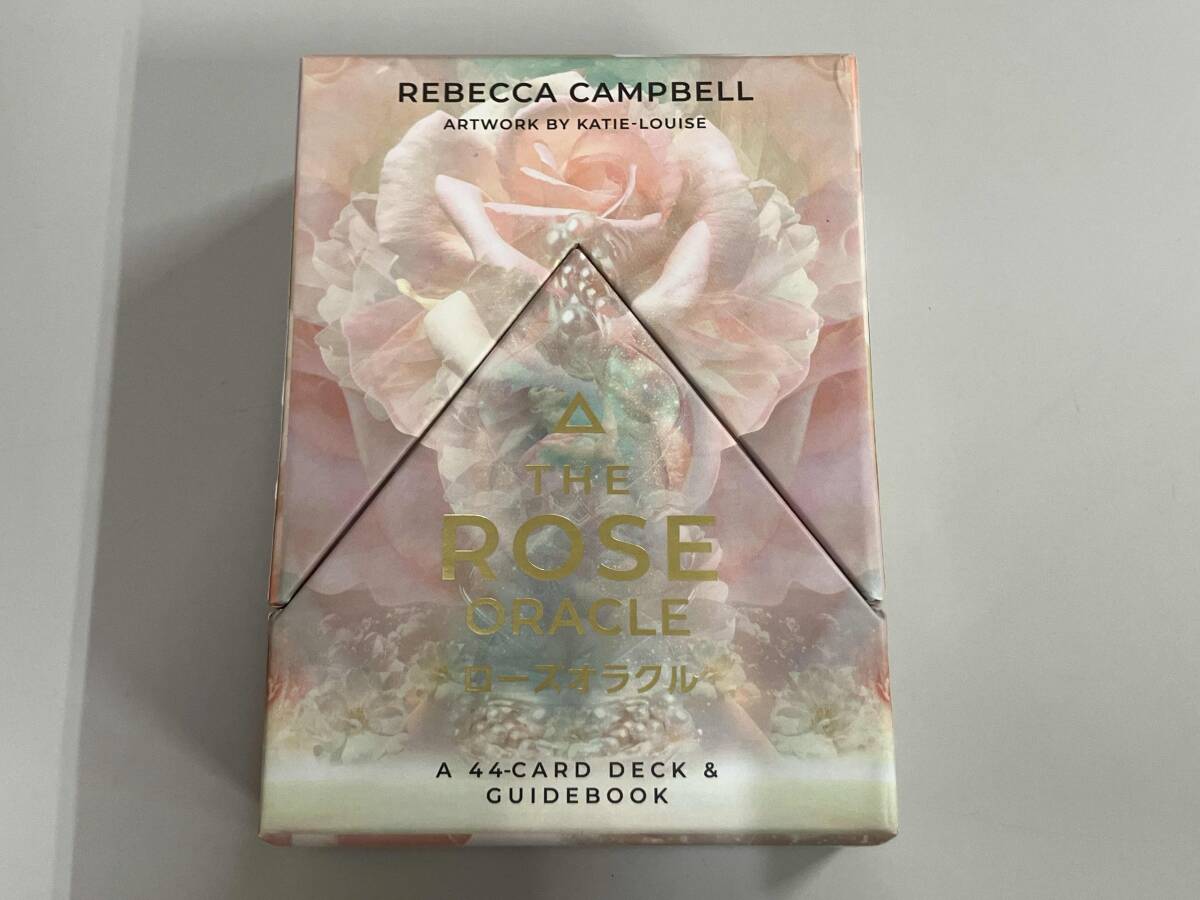 REBECCA CAMPBELL
ARTWORK BY KATIE-LOUISE
THE
ROSE
ORACLE
ローズオラクル
A 44-CARD DECK &
GUIDEBOOK